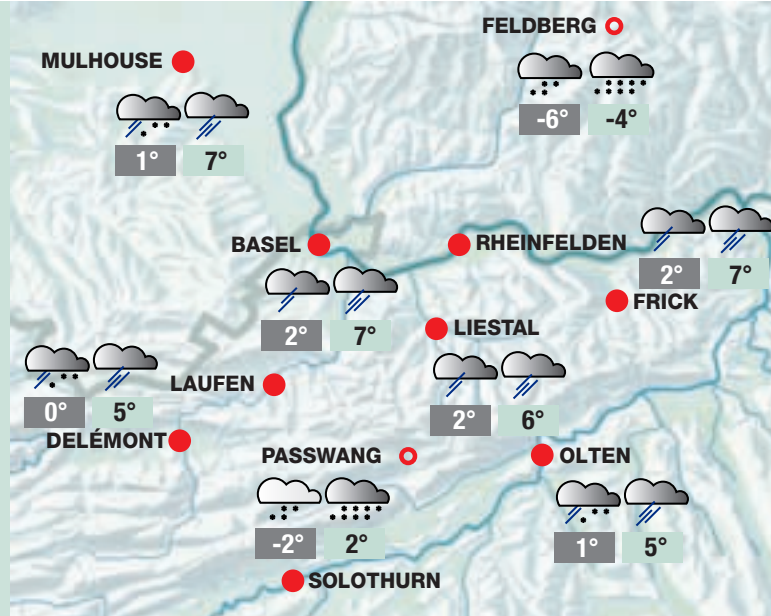 FELDBERG
MULHOUSE
-6° -4°
1° 7°
BASEL
RHEINFELDEN
2° 7°
FRICK
2° 7°
LIESTAL
LAUFEN
0° 5°
2° 6°
DELÉMONT
PASSWANG
OLTEN
-2° 2°
1° 5°
SOLOTHURN